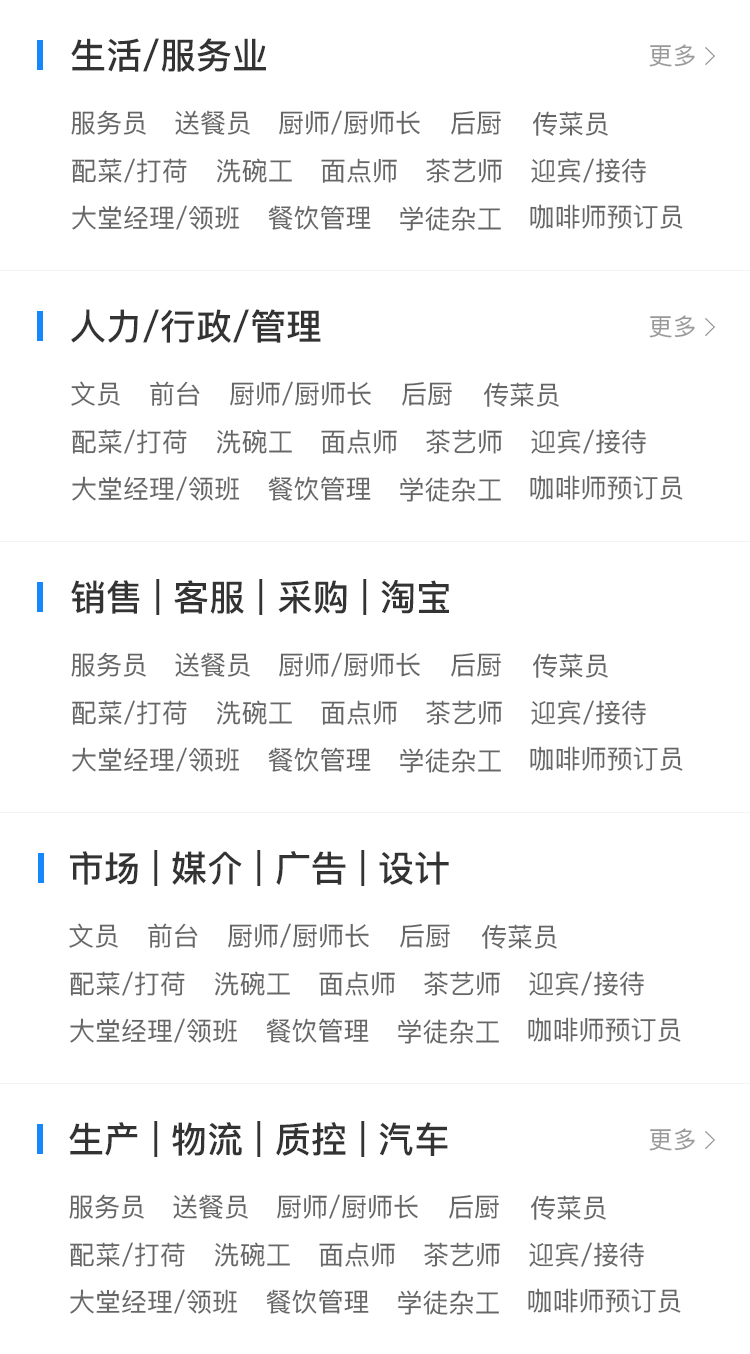 生活/服务业 更多
服务员 送餐员 厨师/厨师长 后厨 传菜员
配菜/打荷 洗碗工 面点师 茶艺师 迎宾/接待
大堂经理/领班 餐饮管理 学徒杂工 咖啡师预订员
人力/行政/管理 更多
文员 前台 厨师/厨师长 后厨 传菜员
配菜/打荷 洗碗工 面点师 茶艺师 迎宾/接待
大堂经理/领班 餐饮管理 学徒杂工 咖啡师预订员
销售 | 客服 | 采购 | 淘宝
服务员 送餐员 厨师/厨师长 后厨 传菜员
配菜/打荷 洗碗工 面点师 茶艺师 迎宾/接待
大堂经理/领班 餐饮管理 学徒杂工 咖啡师预订员
市场 | 媒介 | 广告 | 设计
文员 前台 厨师/厨师长 后厨 传菜员
配菜/打荷 洗碗工 面点师 茶艺师 迎宾/接待
大堂经理/领班 餐饮管理 学徒杂工 咖啡师预订员
生产 | 物流 | 质控 | 汽车 更多
服务员 送餐员 厨师/厨师长 后厨 传菜员
配菜/打荷 洗碗工 面点师 茶艺师 迎宾/接待
大堂经理/领班 餐饮管理 学徒杂工 咖啡师预订员